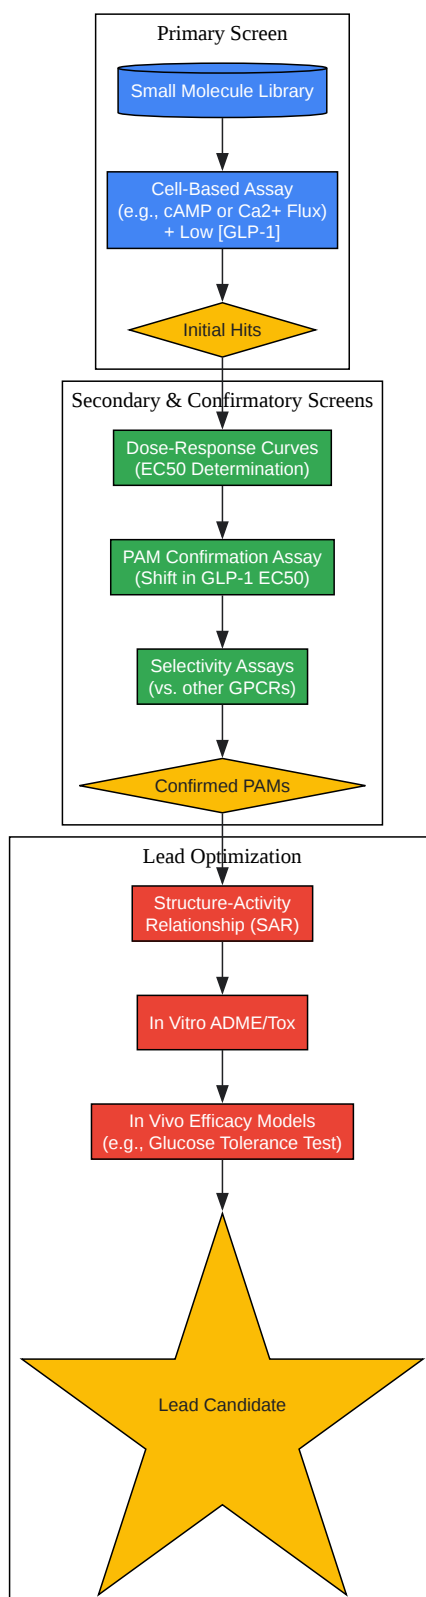 Primary Screen
Small Molecule Library
Cell-Based Assay
(e.g., cAMP or Ca2+ Flux)
+ Low [GLP-1]
Initial Hits
Secondary & Confirmatory Screens
Dose-Response Curves
(EC50 Determination)
PAM Confirmation Assay
(Shift in GLP-1 EC50)
Selectivity Assays
(vs. other GPCRs)
Confirmed PAMs
Lead Optimization
Structure-Activity
Relationship (SAR)
In Vitro ADME/Tox
In Vivo Efficacy Models
(e.g., Glucose Tolerance Test)
Lead Candidate